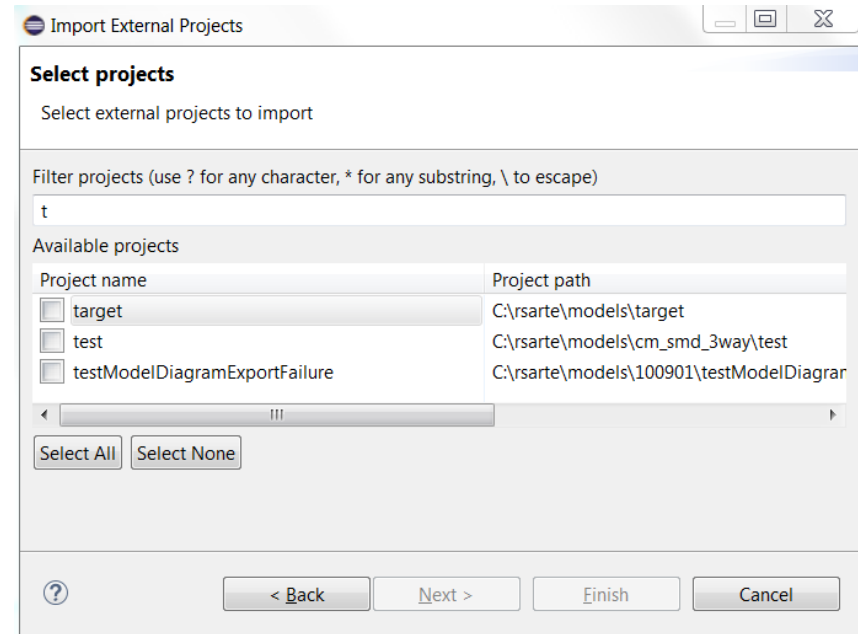 Import External Projects
Select projects
Select external projects to import
Filter projects (use ? for any character, * for any substring, \ to escape)
t
Available projects
Project name Project path
target C:\rsarte\models\target
test C:\rsarte\models\cm_smd_3way\test
testModelDiagramExportFailure C:\rsarte\models\100901\testModelDiagram
Select All Select None
? < Back Next > Finish Cancel